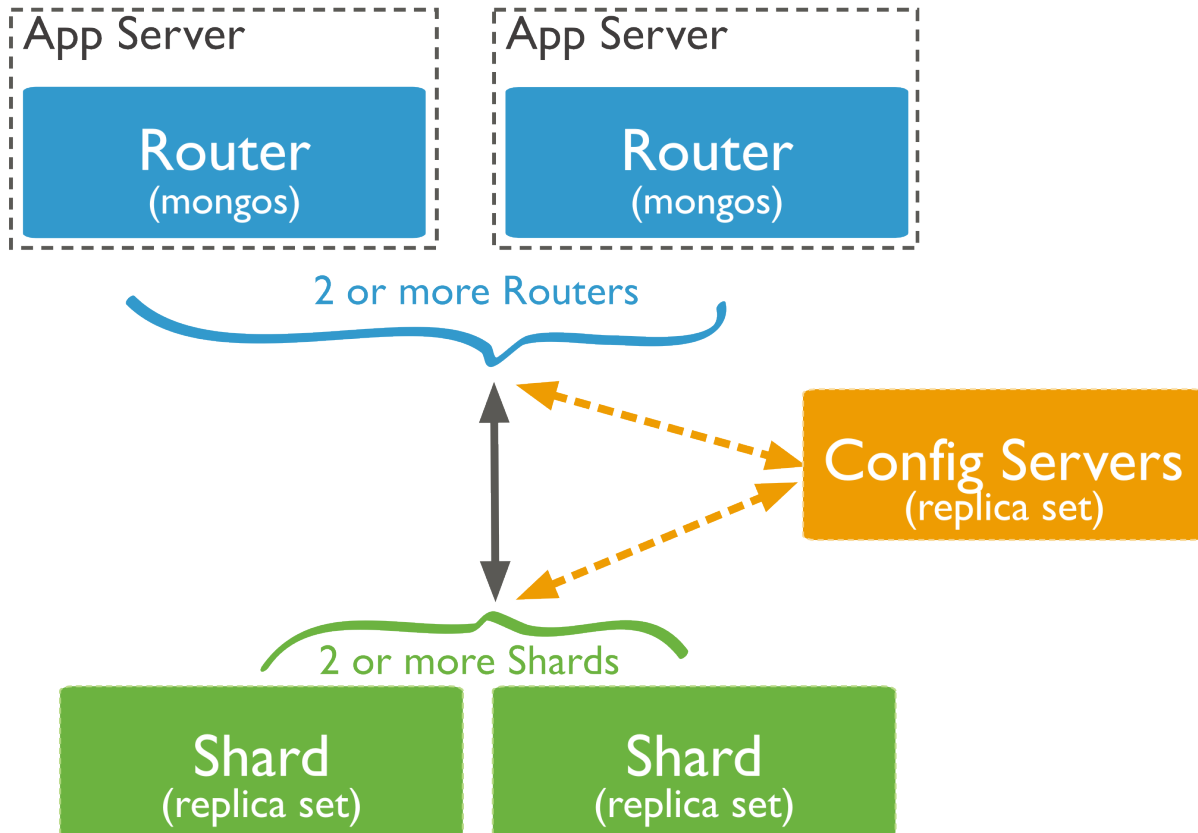 App Server
Router
(mongos)
App Server
Router
(mongos)
2 or more Routers
Config Servers
(replica set)
2 or more Shards
Shard
(replica set)
Shard
(replica set)